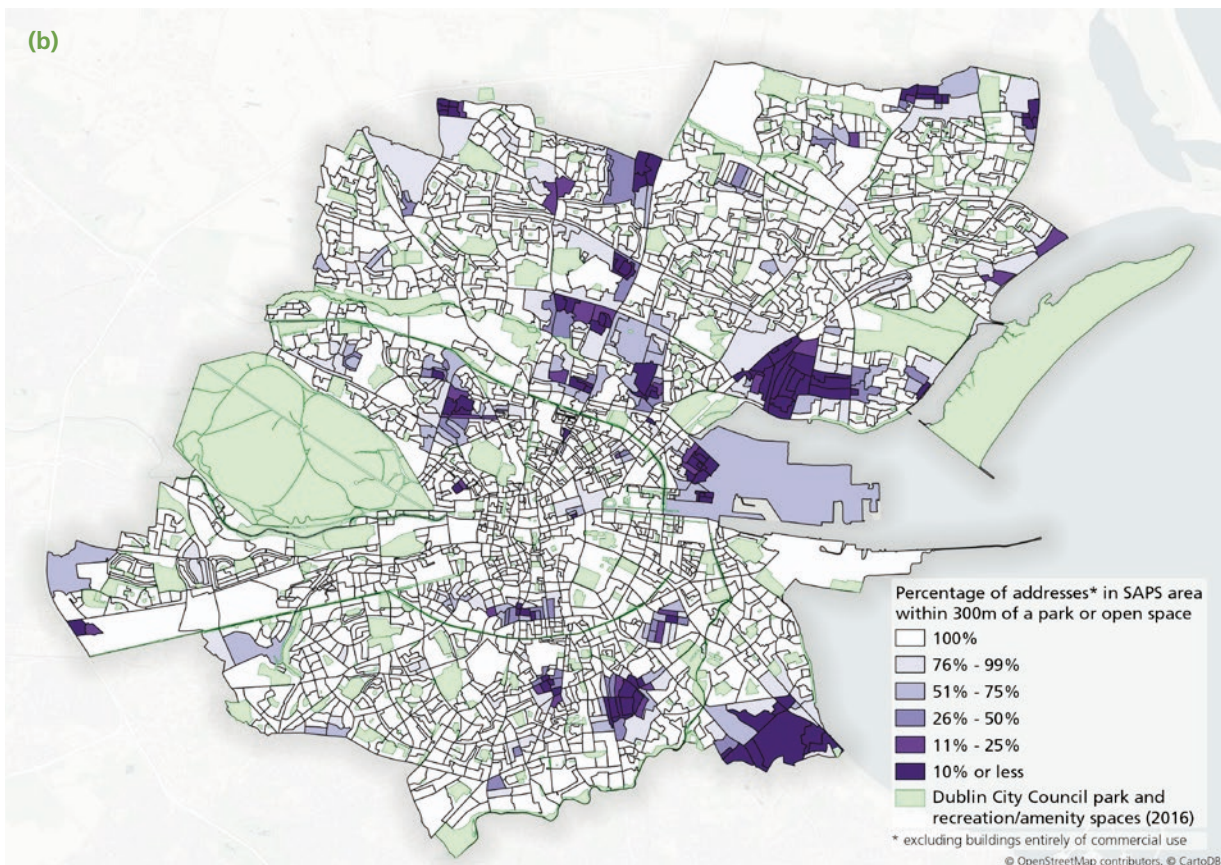 (b)
Percentage of addresses* in SAPS area
within 300m of a park or open space
100%
76% - 99%
51% - 75%
26% - 50%
11% - 25%
10% or less
Dublin City Council park and
recreation/amenity spaces (2016)
* excluding buildings entirely of commercial use
© OpenStreetMap contributors, © CartoDB